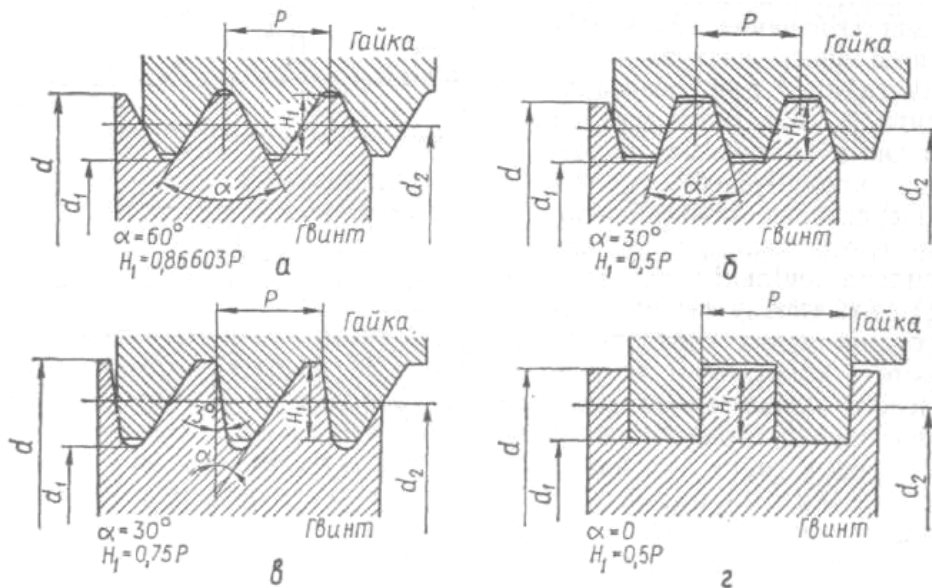 P
Гайка
H₁
d
d₁
α
d₂
α=60°
H₁=0,86603P
Гвинт
а
P
Гайка
H₁
d
d₁
α
d₂
α=30°
H₁=0,5P
Гвинт
б
P
Гайка
3°
H₁
d
d₁
α
d₂
α=30°
H₁=0,75P
Гвинт
в
P
Гайка
H₁
d
d₁
d₂
α=0
H₁=0,5P
Гвинт
г